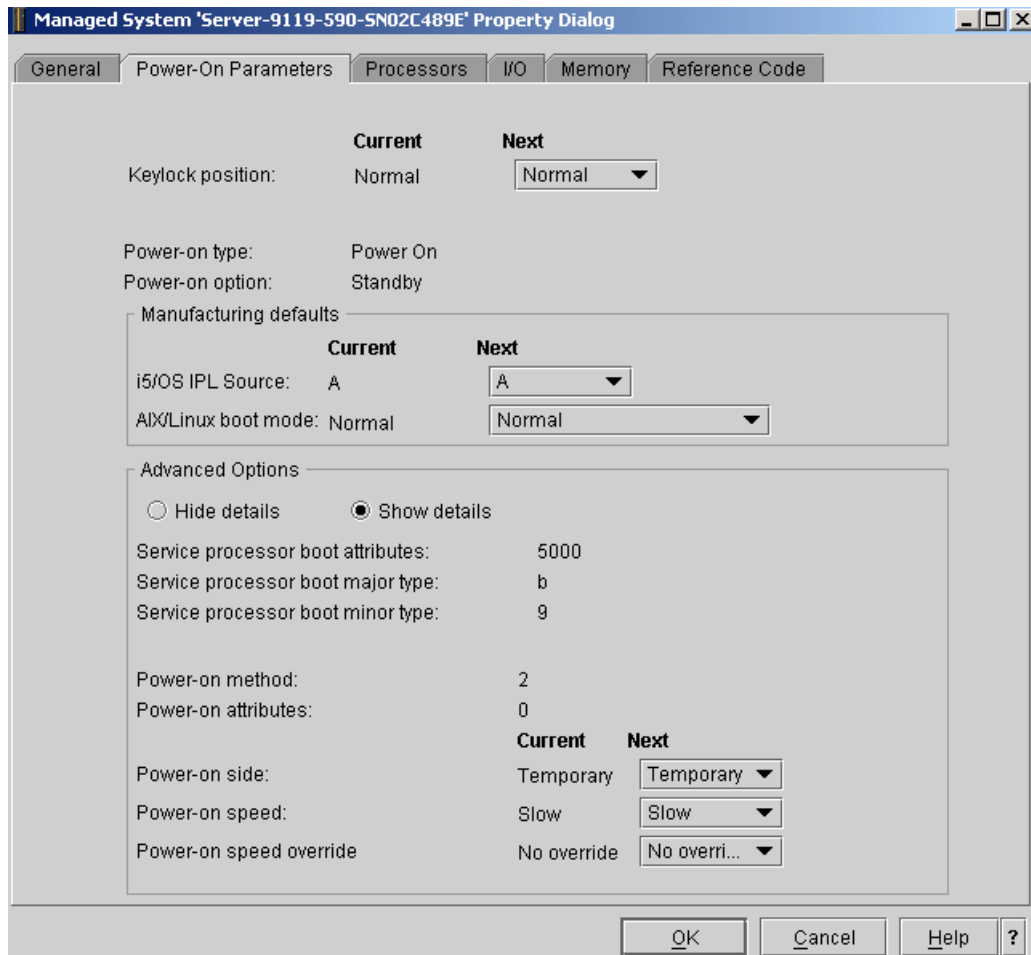 Managed System 'Server-9119-590-SN02C489E' Property Dialog
General Power-On Parameters Processors I/O Memory Reference Code
Current Next
Keylock position: Normal Normal
Power-on type: Power On
Power-on option: Standby
Manufacturing defaults
Current Next
i5/OS IPL Source: A A
AIX/Linux boot mode: Normal Normal
Advanced Options
Hide details Show details
Service processor boot attributes: 5000
Service processor boot major type: b
Service processor boot minor type: 9
Power-on method: 2
Power-on attributes: 0
Current Next
Power-on side: Temporary Temporary
Power-on speed: Slow Slow
Power-on speed override No override No overri...
OK Cancel Help ?